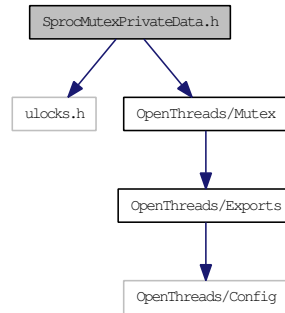 SprocMutexPrivateData.h
ulocks.h
OpenThreads/Mutex
OpenThreads/Exports
OpenThreads/Config